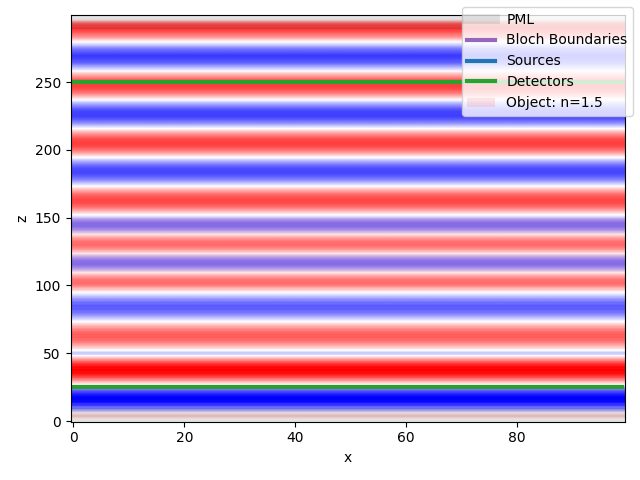 PML
Bloch Boundaries
Sources
Detectors
Object: n=1.5
250
200
150
100
50
0
z
0 20 40 60 80
x